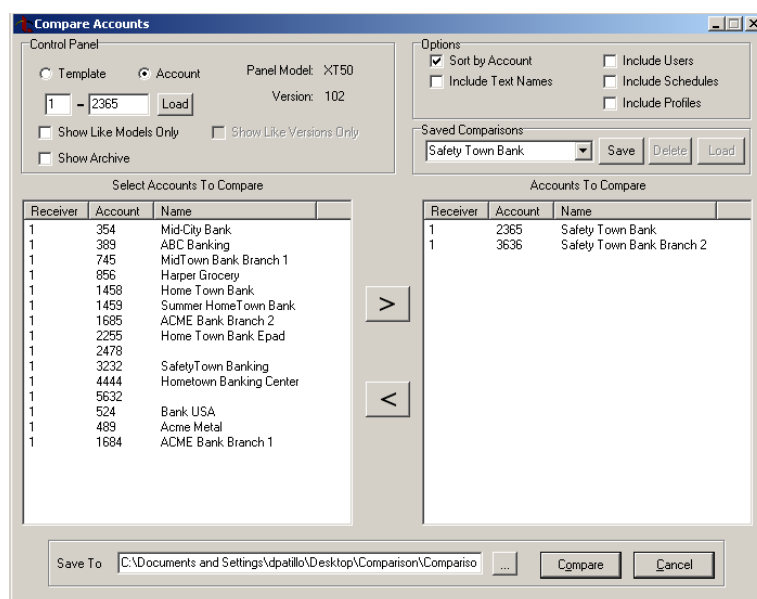 Compare Accounts
Control Panel
Template Account Panel Model: XT50
1 - 2365 Load Version: 102
Show Like Models Only Show Like Versions Only
Show Archive
Options
Sort by Account Include Users
Include Text Names Include Schedules
Include Profiles
Saved Comparisons
Safety Town Bank Save Delete Load
Select Accounts To Compare
Receiver Account Name
1 354 Mid-City Bank
1 389 ABC Banking
1 745 MidTown Bank Branch 1
1 856 Harper Grocery
1 1458 Home Town Bank
1 1459 Summer HomeTown Bank
1 1685 ACME Bank Branch 2
1 2255 Home Town Bank Epad
1 2478
1 3232 SafetyTown Banking
1 4444 Hometown Banking Center
1 5632
1 524 Bank USA
1 489 Acme Metal
1 1684 ACME Bank Branch 1
>
<
Accounts To Compare
Receiver Account Name
1 2365 Safety Town Bank
1 3636 Safety Town Bank Branch 2
Save To C:\Documents and Settings\dpatillo\Desktop\Comparison\Compariso ... Compare Cancel